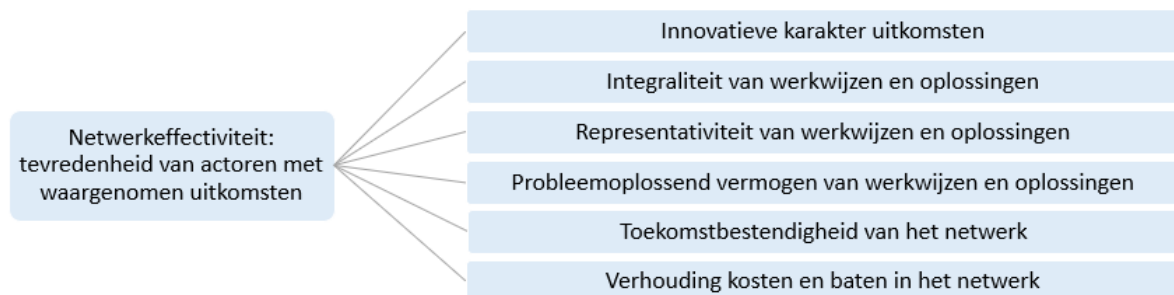 Netwerkeffectiviteit:
tevredenheid van actoren met
waargenomen uitkomsten
Innovatieve karakter uitkomsten
Integraliteit van werkwijzen en oplossingen
Representativiteit van werkwijzen en oplossingen
Probleemoplossend vermogen van werkwijzen en oplossingen
Toekomstbestendigheid van het netwerk
Verhouding kosten en baten in het netwerk